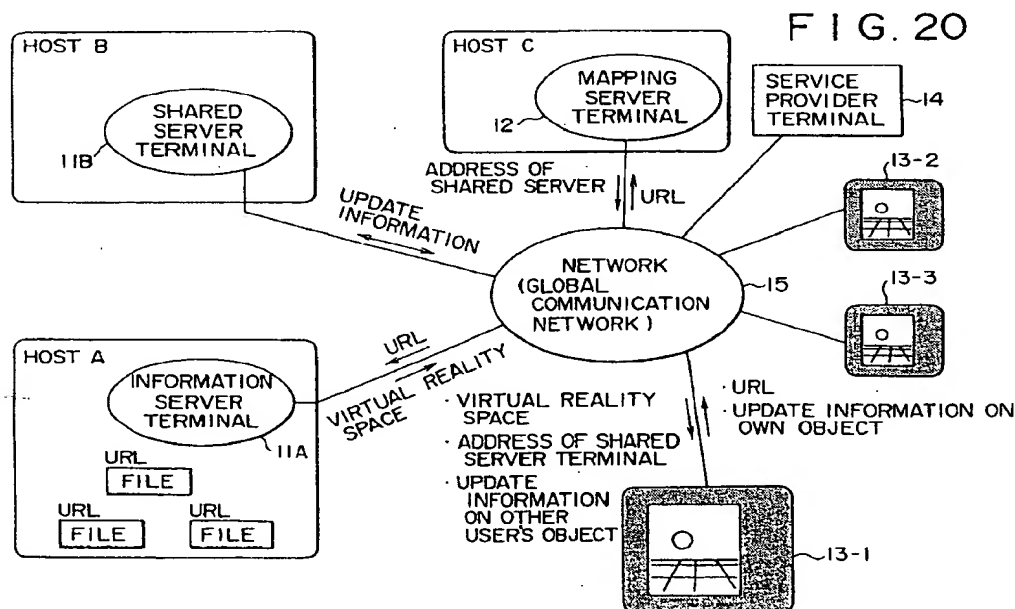 FIG. 20
HOST B
SHARED
SERVER
TERMINAL
11B
HOST C
MAPPING
SERVER
TERMINAL
12
SERVICE
PROVIDER
TERMINAL
14
ADDRESS OF
SHARED SERVER
URL
UPDATE
INFORMATION
13-2
13-3
NETWORK
(GLOBAL
COMMUNICATION
NETWORK)
15
HOST A
INFORMATION
SERVER
TERMINAL
11A
URL
FILE
URL
FILE
URL
FILE
URL
VIRTUAL REALITY
SPACE
· VIRTUAL REALITY
SPACE
· ADDRESS OF SHARED
SERVER TERMINAL
· UPDATE
INFORMATION
ON OTHER
USER'S OBJECT
· URL
· UPDATE INFORMATION ON
OWN OBJECT
13-1